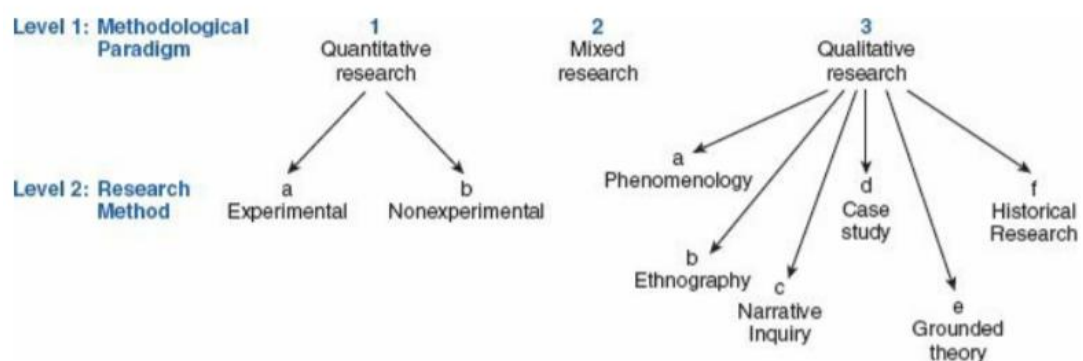 Level 1: Methodological Paradigm
1
Quantitative
research
2
Mixed
research
3
Qualitative
research
Level 2: Research Method
a
Experimental
b
Nonexperimental
a
Phenomenology
b
Ethnography
c
Narrative
Inquiry
d
Case
study
e
Grounded
theory
f
Historical
Research